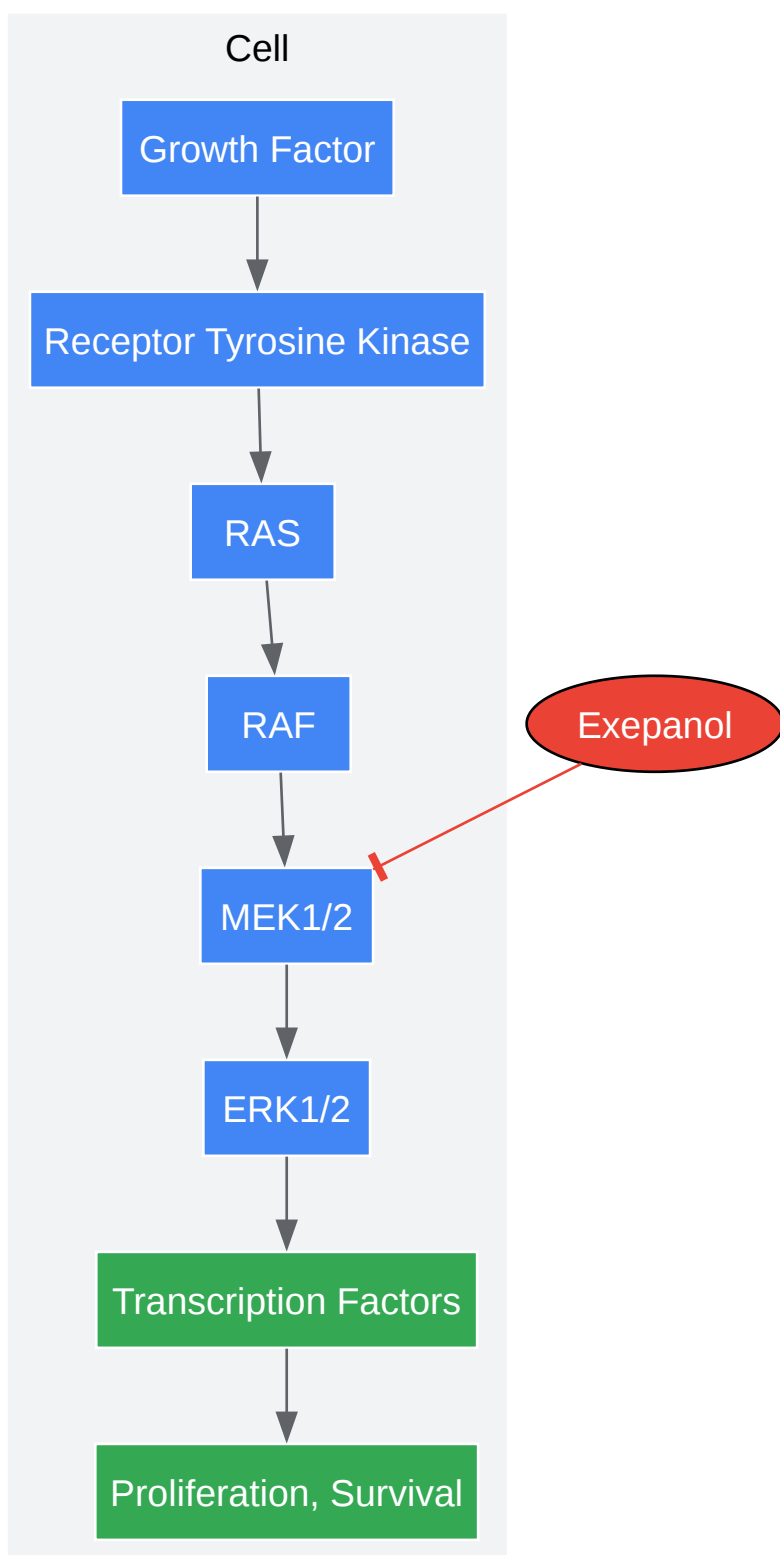 Cell
Growth Factor
Receptor Tyrosine Kinase
RAS
RAF
Exepanol
MEK1/2
ERK1/2
Transcription Factors
Proliferation, Survival